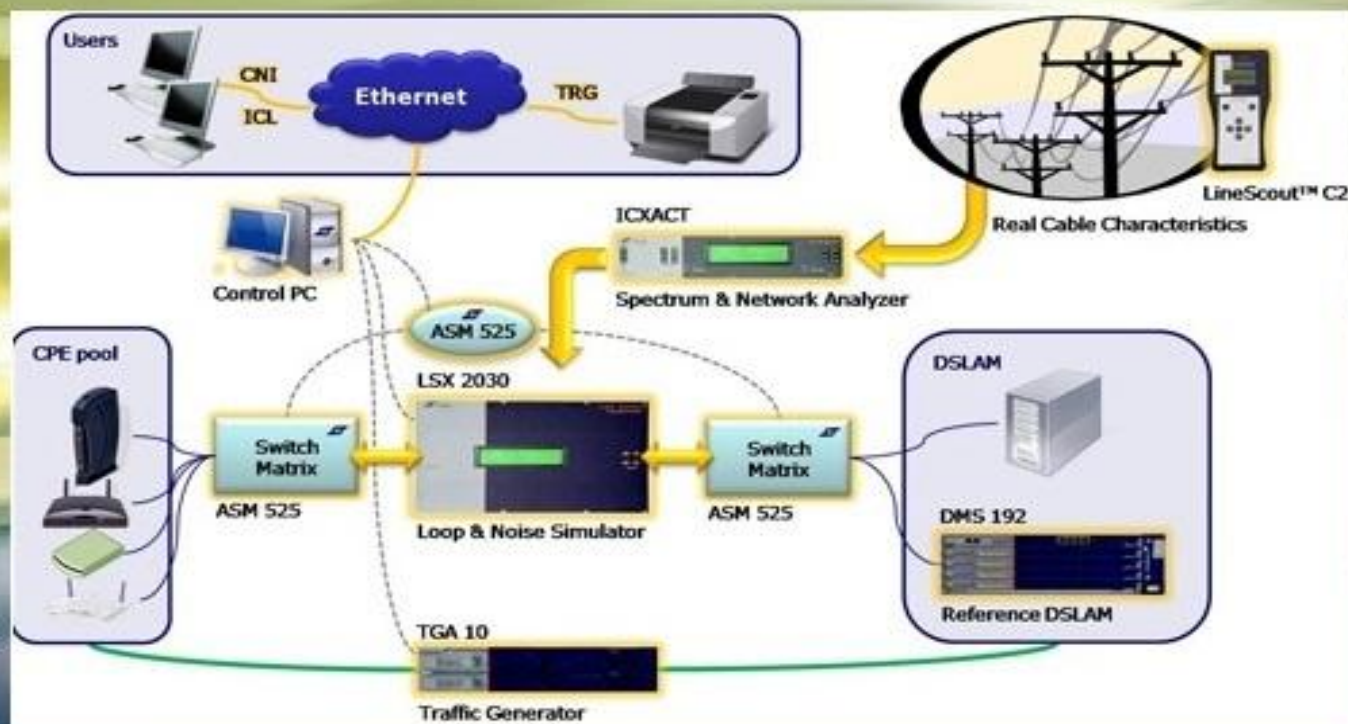 Users
CNI
ICL
Ethernet
TRG
LineScout™ C2
Real Cable Characteristics
ICXACT
Spectrum & Network Analyzer
Control PC
ASM 525
CPE pool
DSLAM
LSX 2030
Switch
Matrix
ASM 525
Loop & Noise Simulator
Switch
Matrix
ASM 525
DMS 192
Reference DSLAM
TGA 10
Traffic Generator